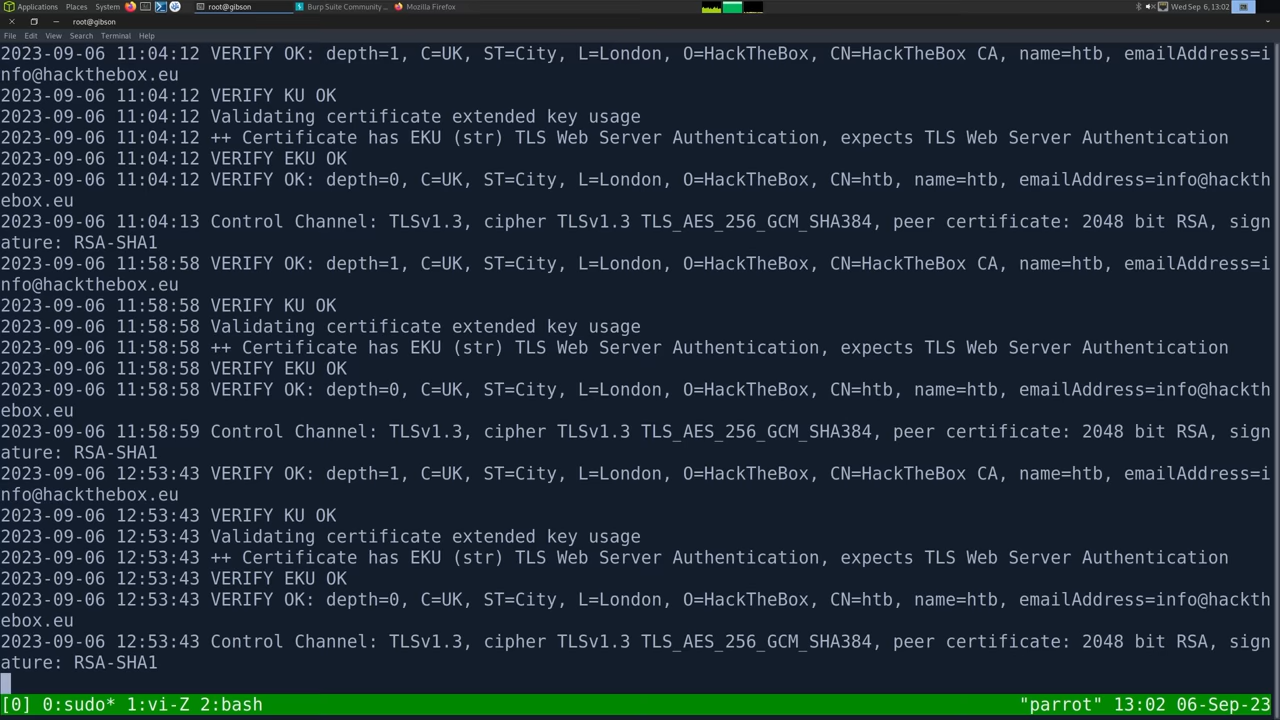 Applications Places System root@gibson Burp Suite Community ... Mozilla Firefox Wed Sep 6, 13:02
root@gibson
File Edit View Search Terminal Help
2023-09-06 11:04:12 VERIFY OK: depth=1, C=UK, ST=City, L=London, O=HackTheBox, CN=HackTheBox CA, name=htb, emailAddress=i
nfo@hackthebox.eu
2023-09-06 11:04:12 VERIFY KU OK
2023-09-06 11:04:12 Validating certificate extended key usage
2023-09-06 11:04:12 ++ Certificate has EKU (str) TLS Web Server Authentication, expects TLS Web Server Authentication
2023-09-06 11:04:12 VERIFY EKU OK
2023-09-06 11:04:12 VERIFY OK: depth=0, C=UK, ST=City, L=London, O=HackTheBox, CN=htb, name=htb, emailAddress=info@hackth
ebox.eu
2023-09-06 11:04:13 Control Channel: TLSv1.3, cipher TLSv1.3 TLS_AES_256_GCM_SHA384, peer certificate: 2048 bit RSA, sign
ature: RSA-SHA1
2023-09-06 11:58:58 VERIFY OK: depth=1, C=UK, ST=City, L=London, O=HackTheBox, CN=HackTheBox CA, name=htb, emailAddress=i
nfo@hackthebox.eu
2023-09-06 11:58:58 VERIFY KU OK
2023-09-06 11:58:58 Validating certificate extended key usage
2023-09-06 11:58:58 ++ Certificate has EKU (str) TLS Web Server Authentication, expects TLS Web Server Authentication
2023-09-06 11:58:58 VERIFY EKU OK
2023-09-06 11:58:58 VERIFY OK: depth=0, C=UK, ST=City, L=London, O=HackTheBox, CN=htb, name=htb, emailAddress=info@hackth
ebox.eu
2023-09-06 11:58:59 Control Channel: TLSv1.3, cipher TLSv1.3 TLS_AES_256_GCM_SHA384, peer certificate: 2048 bit RSA, sign
ature: RSA-SHA1
2023-09-06 12:53:43 VERIFY OK: depth=1, C=UK, ST=City, L=London, O=HackTheBox, CN=HackTheBox CA, name=htb, emailAddress=i
nfo@hackthebox.eu
2023-09-06 12:53:43 VERIFY KU OK
2023-09-06 12:53:43 Validating certificate extended key usage
2023-09-06 12:53:43 ++ Certificate has EKU (str) TLS Web Server Authentication, expects TLS Web Server Authentication
2023-09-06 12:53:43 VERIFY EKU OK
2023-09-06 12:53:43 VERIFY OK: depth=0, C=UK, ST=City, L=London, O=HackTheBox, CN=htb, name=htb, emailAddress=info@hackth
ebox.eu
2023-09-06 12:53:43 Control Channel: TLSv1.3, cipher TLSv1.3 TLS_AES_256_GCM_SHA384, peer certificate: 2048 bit RSA, sign
ature: RSA-SHA1
[0] 0:sudo* 1:vi-Z 2:bash "parrot" 13:02 06-Sep-23